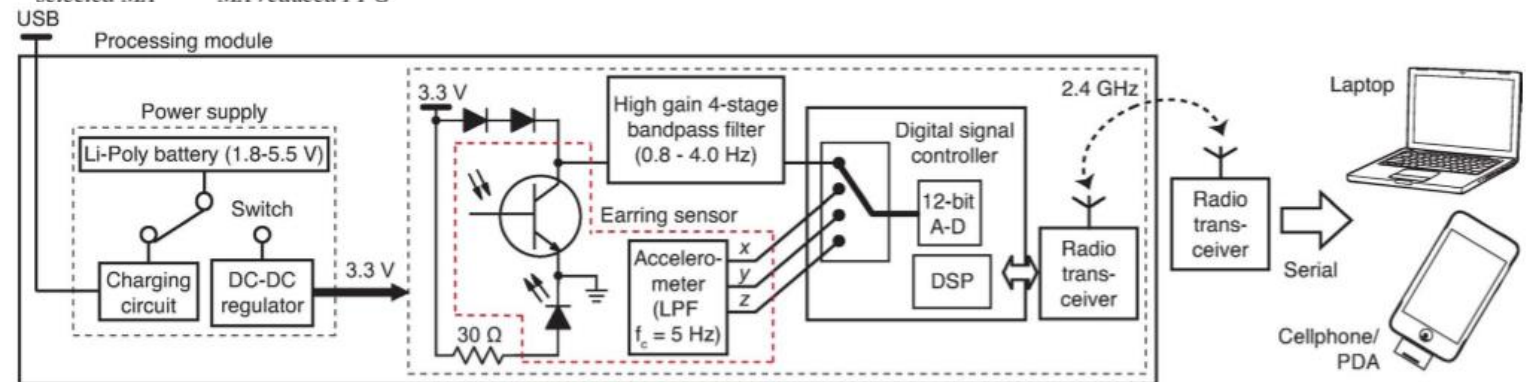 USB
Processing module
Power supply
Li-Poly battery (1.8-5.5 V)
Switch
Charging
circuit
DC-DC
regulator
3.3 V
3.3 V
High gain 4-stage
bandpass filter
(0.8 - 4.0 Hz)
Earring sensor
Accelero-
meter
(LPF
fc = 5 Hz)
x
y
z
30 Ω
Digital signal
controller
12-bit
A-D
DSP
2.4 GHz
Radio
trans-
ceiver
Radio
trans-
ceiver
Serial
Laptop
Cellphone/
PDA